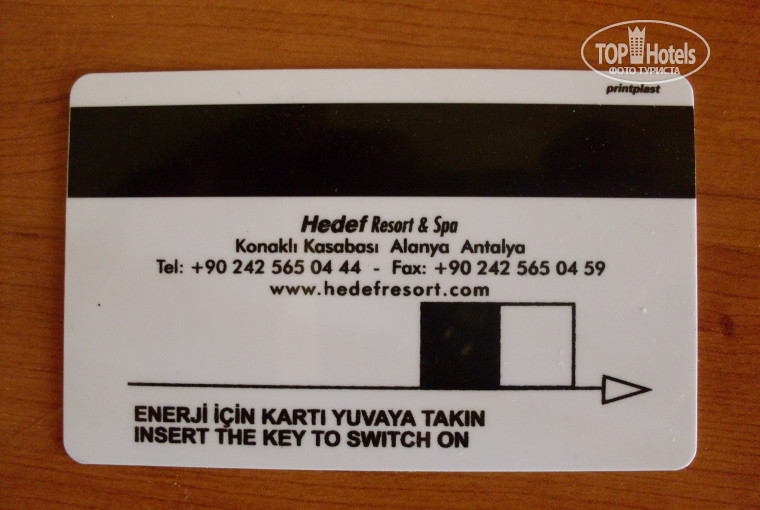 TOP Hotels
ФОТО ТУРИСТА
printplast
Hedef Resort & Spa
Konaklı Kasabası Alanya Antalya
Tel: +90 242 565 04 44 - Fax: +90 242 565 04 59
www.hedefresort.com
ENERJİ İÇİN KARTI YUVAYA TAKIN
INSERT THE KEY TO SWITCH ON